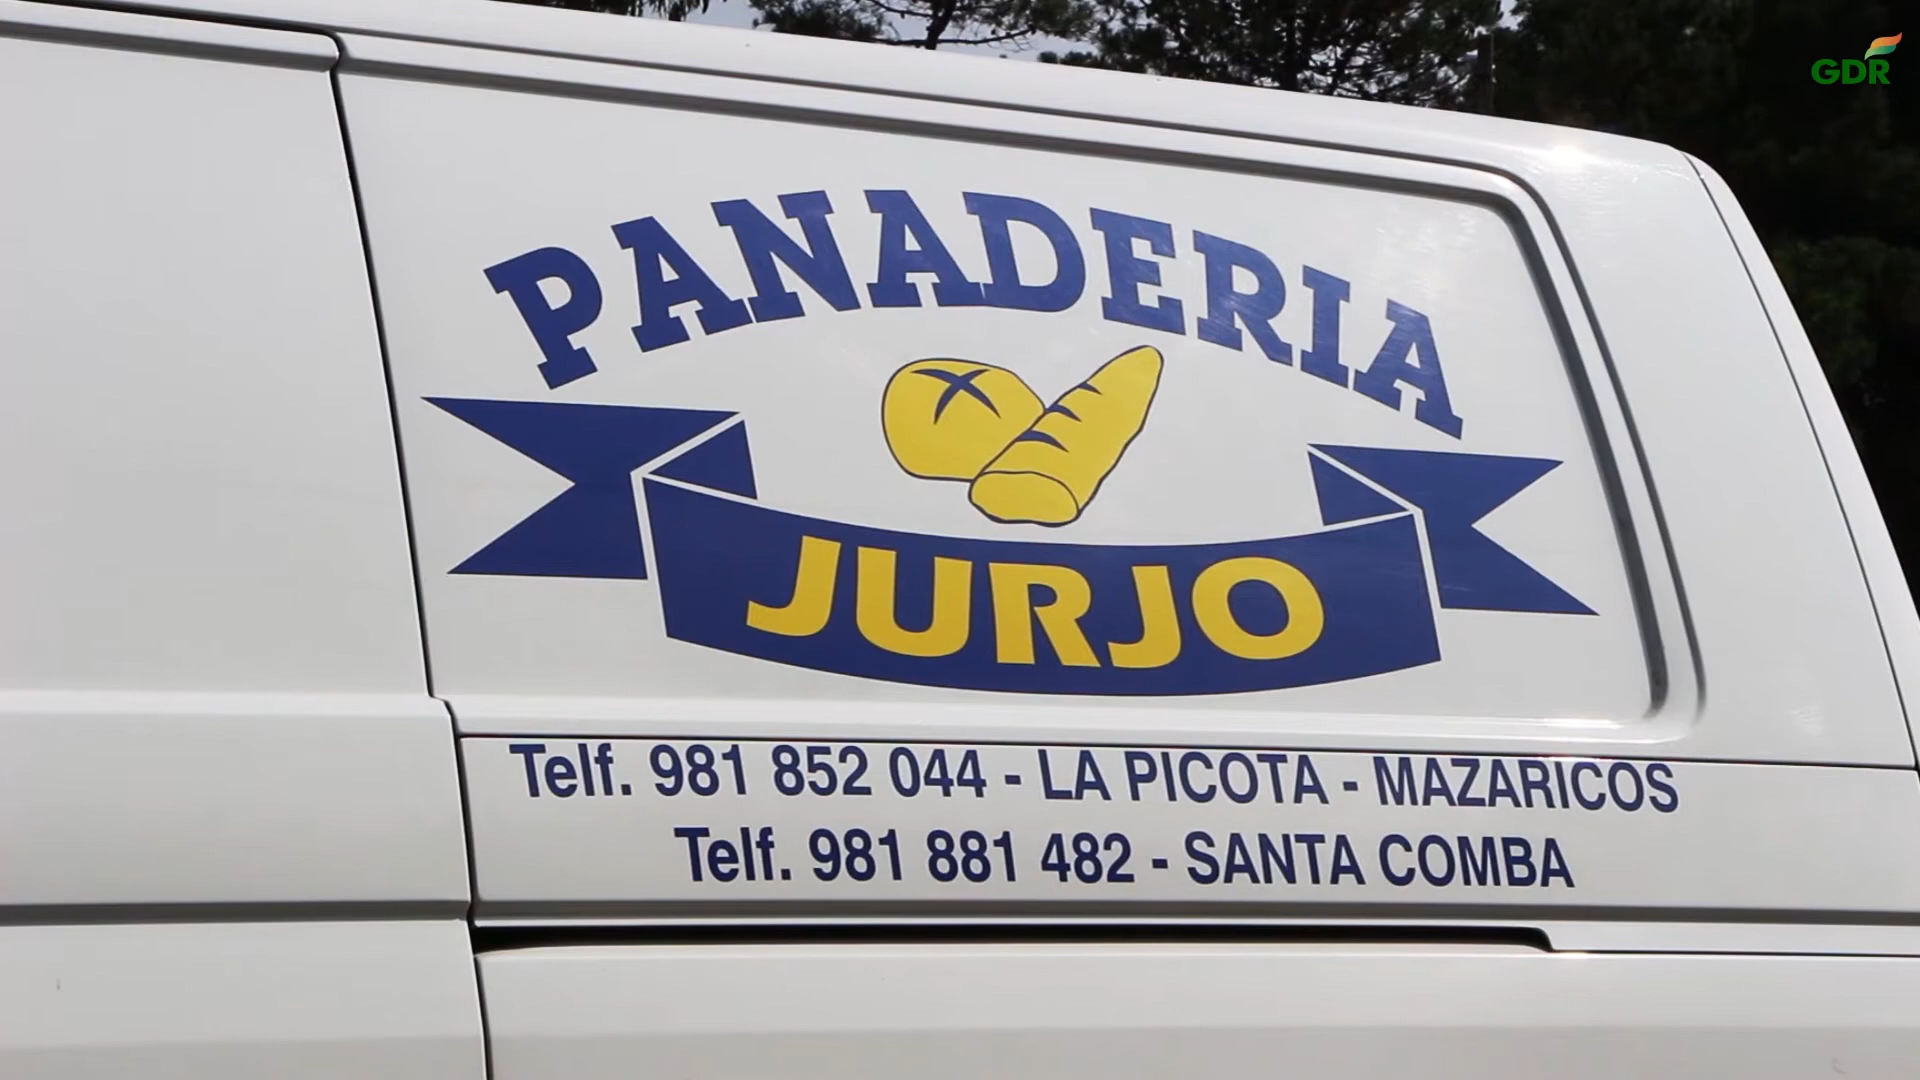 GDR
PANADERIA
JURJO
Telf. 981 852 044 - LA PICOTA - MAZARICOS
Telf. 981 881 482 - SANTA COMBA